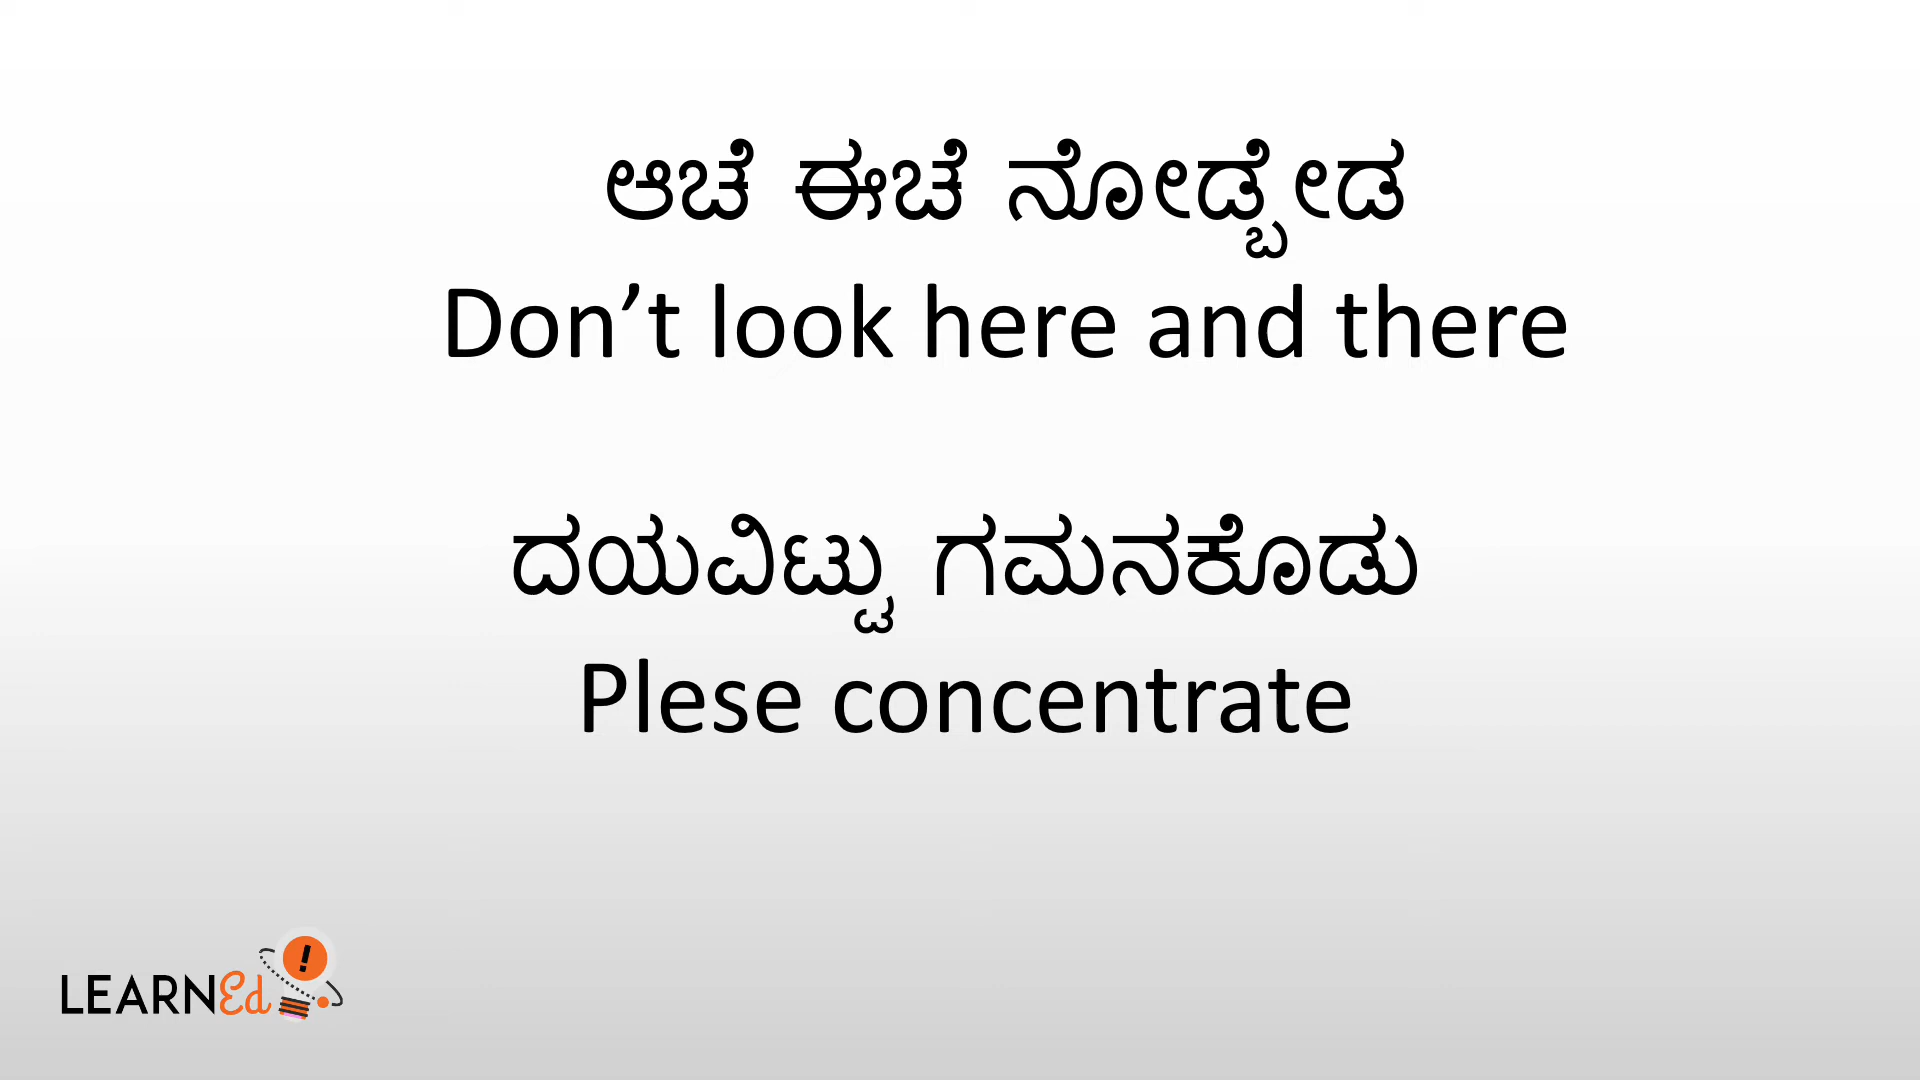 ಆಚೆ ಈಚೆ ನೋಡ್ಬೇಡ
Don’t look here and there
ದಯವಿಟ್ಟು ಗಮನಕೊಡು
Plese concentrate
LEARNEd